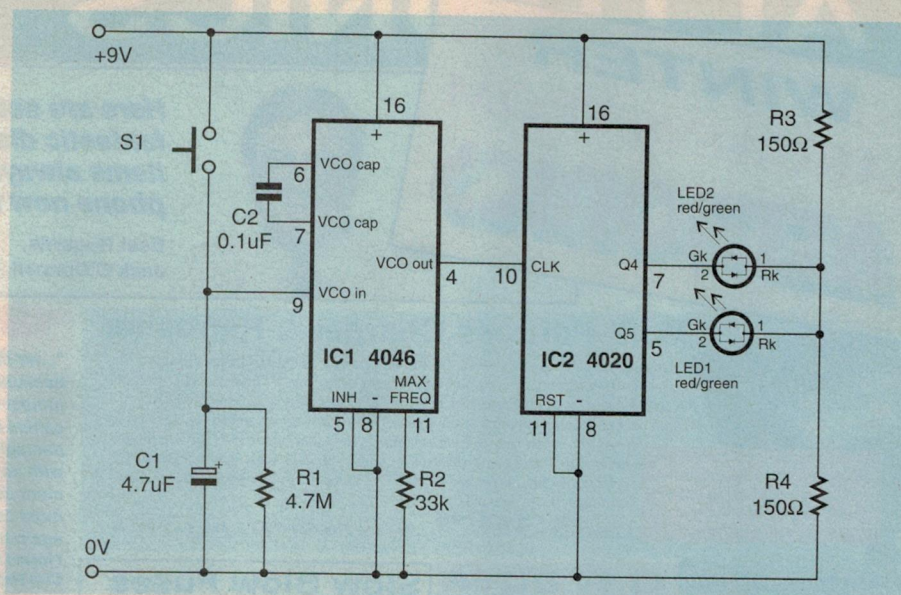 +9V
S1
16
+
6
VCO cap
C2
0.1uF
7
VCO cap
VCO out
4
9
VCO in
IC1 4046
MAX
INH
-
FREQ
5
8
11
16
+
10
CLK
Q4
7
Q5
5
IC2 4020
RST
-
11
8
R3
150Ω
LED2
red/green
Gk
1
2
Rk
Gk
1
2
Rk
LED1
red/green
C1
4.7uF
+
R1
4.7M
R2
33k
R4
150Ω
0V